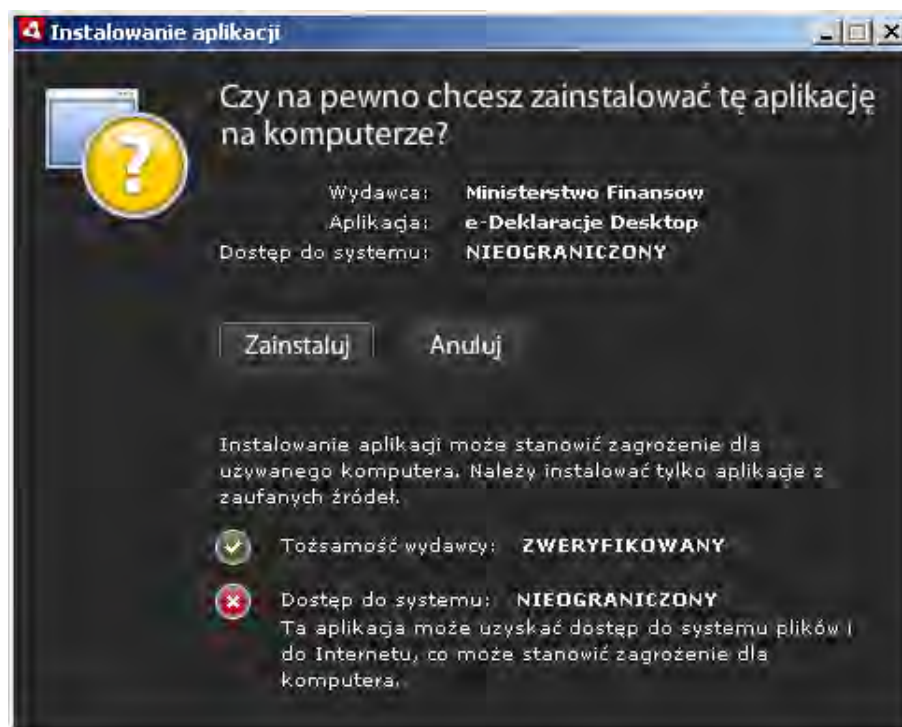 Instalowanie aplikacji
Czy na pewno chcesz zainstalować tę aplikację
na komputerze?
Wydawca: Ministerstwo Finansow
Aplikacja: e-Deklaracje Desktop
Dostęp do systemu: NIEOGRANICZONY
Zainstaluj Anuluj
Instalowanie aplikacji może stanowić zagrożenie dla
używanego komputera. Należy instalować tylko aplikacje z
zaufanych źródeł.
Tożsamość wydawcy: ZWERYFIKOWANY
Dostęp do systemu: NIEOGRANICZONY
Ta aplikacja może uzyskać dostęp do systemu plików i
do Internetu, co może stanowić zagrożenie dla
komputera.